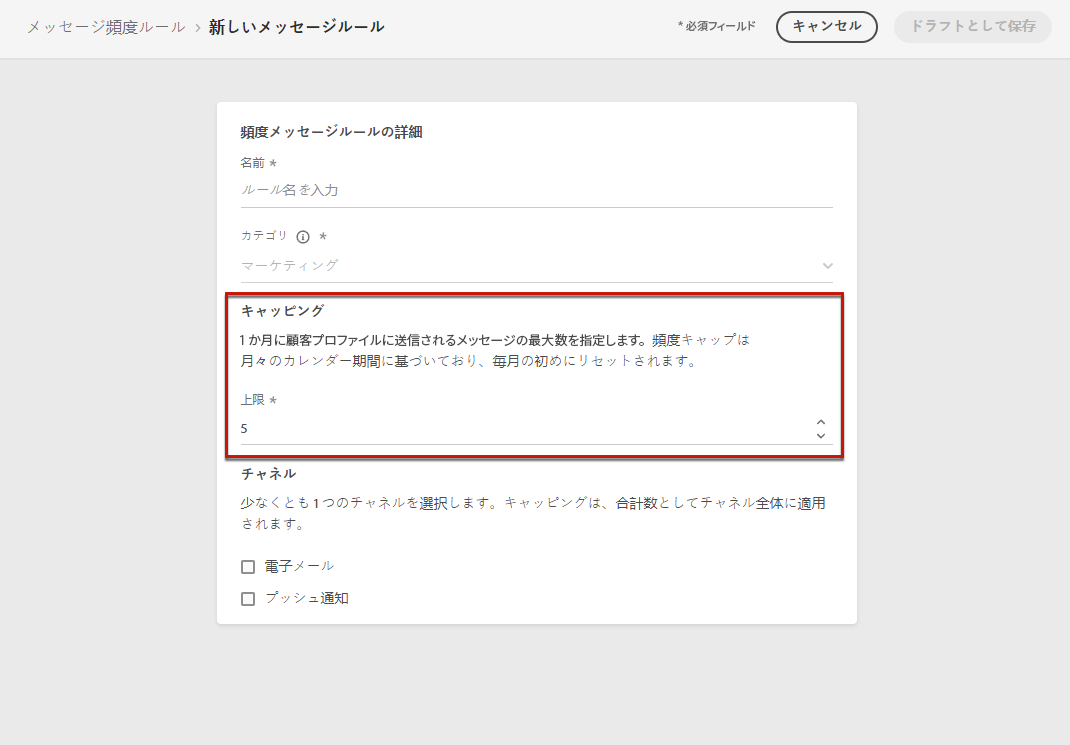 メッセージ頻度ルール › 新しいメッセージルール
* 必須フィールド
キャンセル
ドラフトとして保存
頻度メッセージルールの詳細
名前 *
ルール名を入力
カテゴリ *
マーケティング
キャッピング
1 か月に顧客プロファイルに送信されるメッセージの最大数を指定します。頻度キャップは
月々のカレンダー期間に基づいており、毎月の初めにリセットされます。
上限 *
5
チャネル
少なくとも 1 つのチャネルを選択します。キャッピングは、合計数としてチャネル全体に適用
されます。
電子メール
プッシュ通知